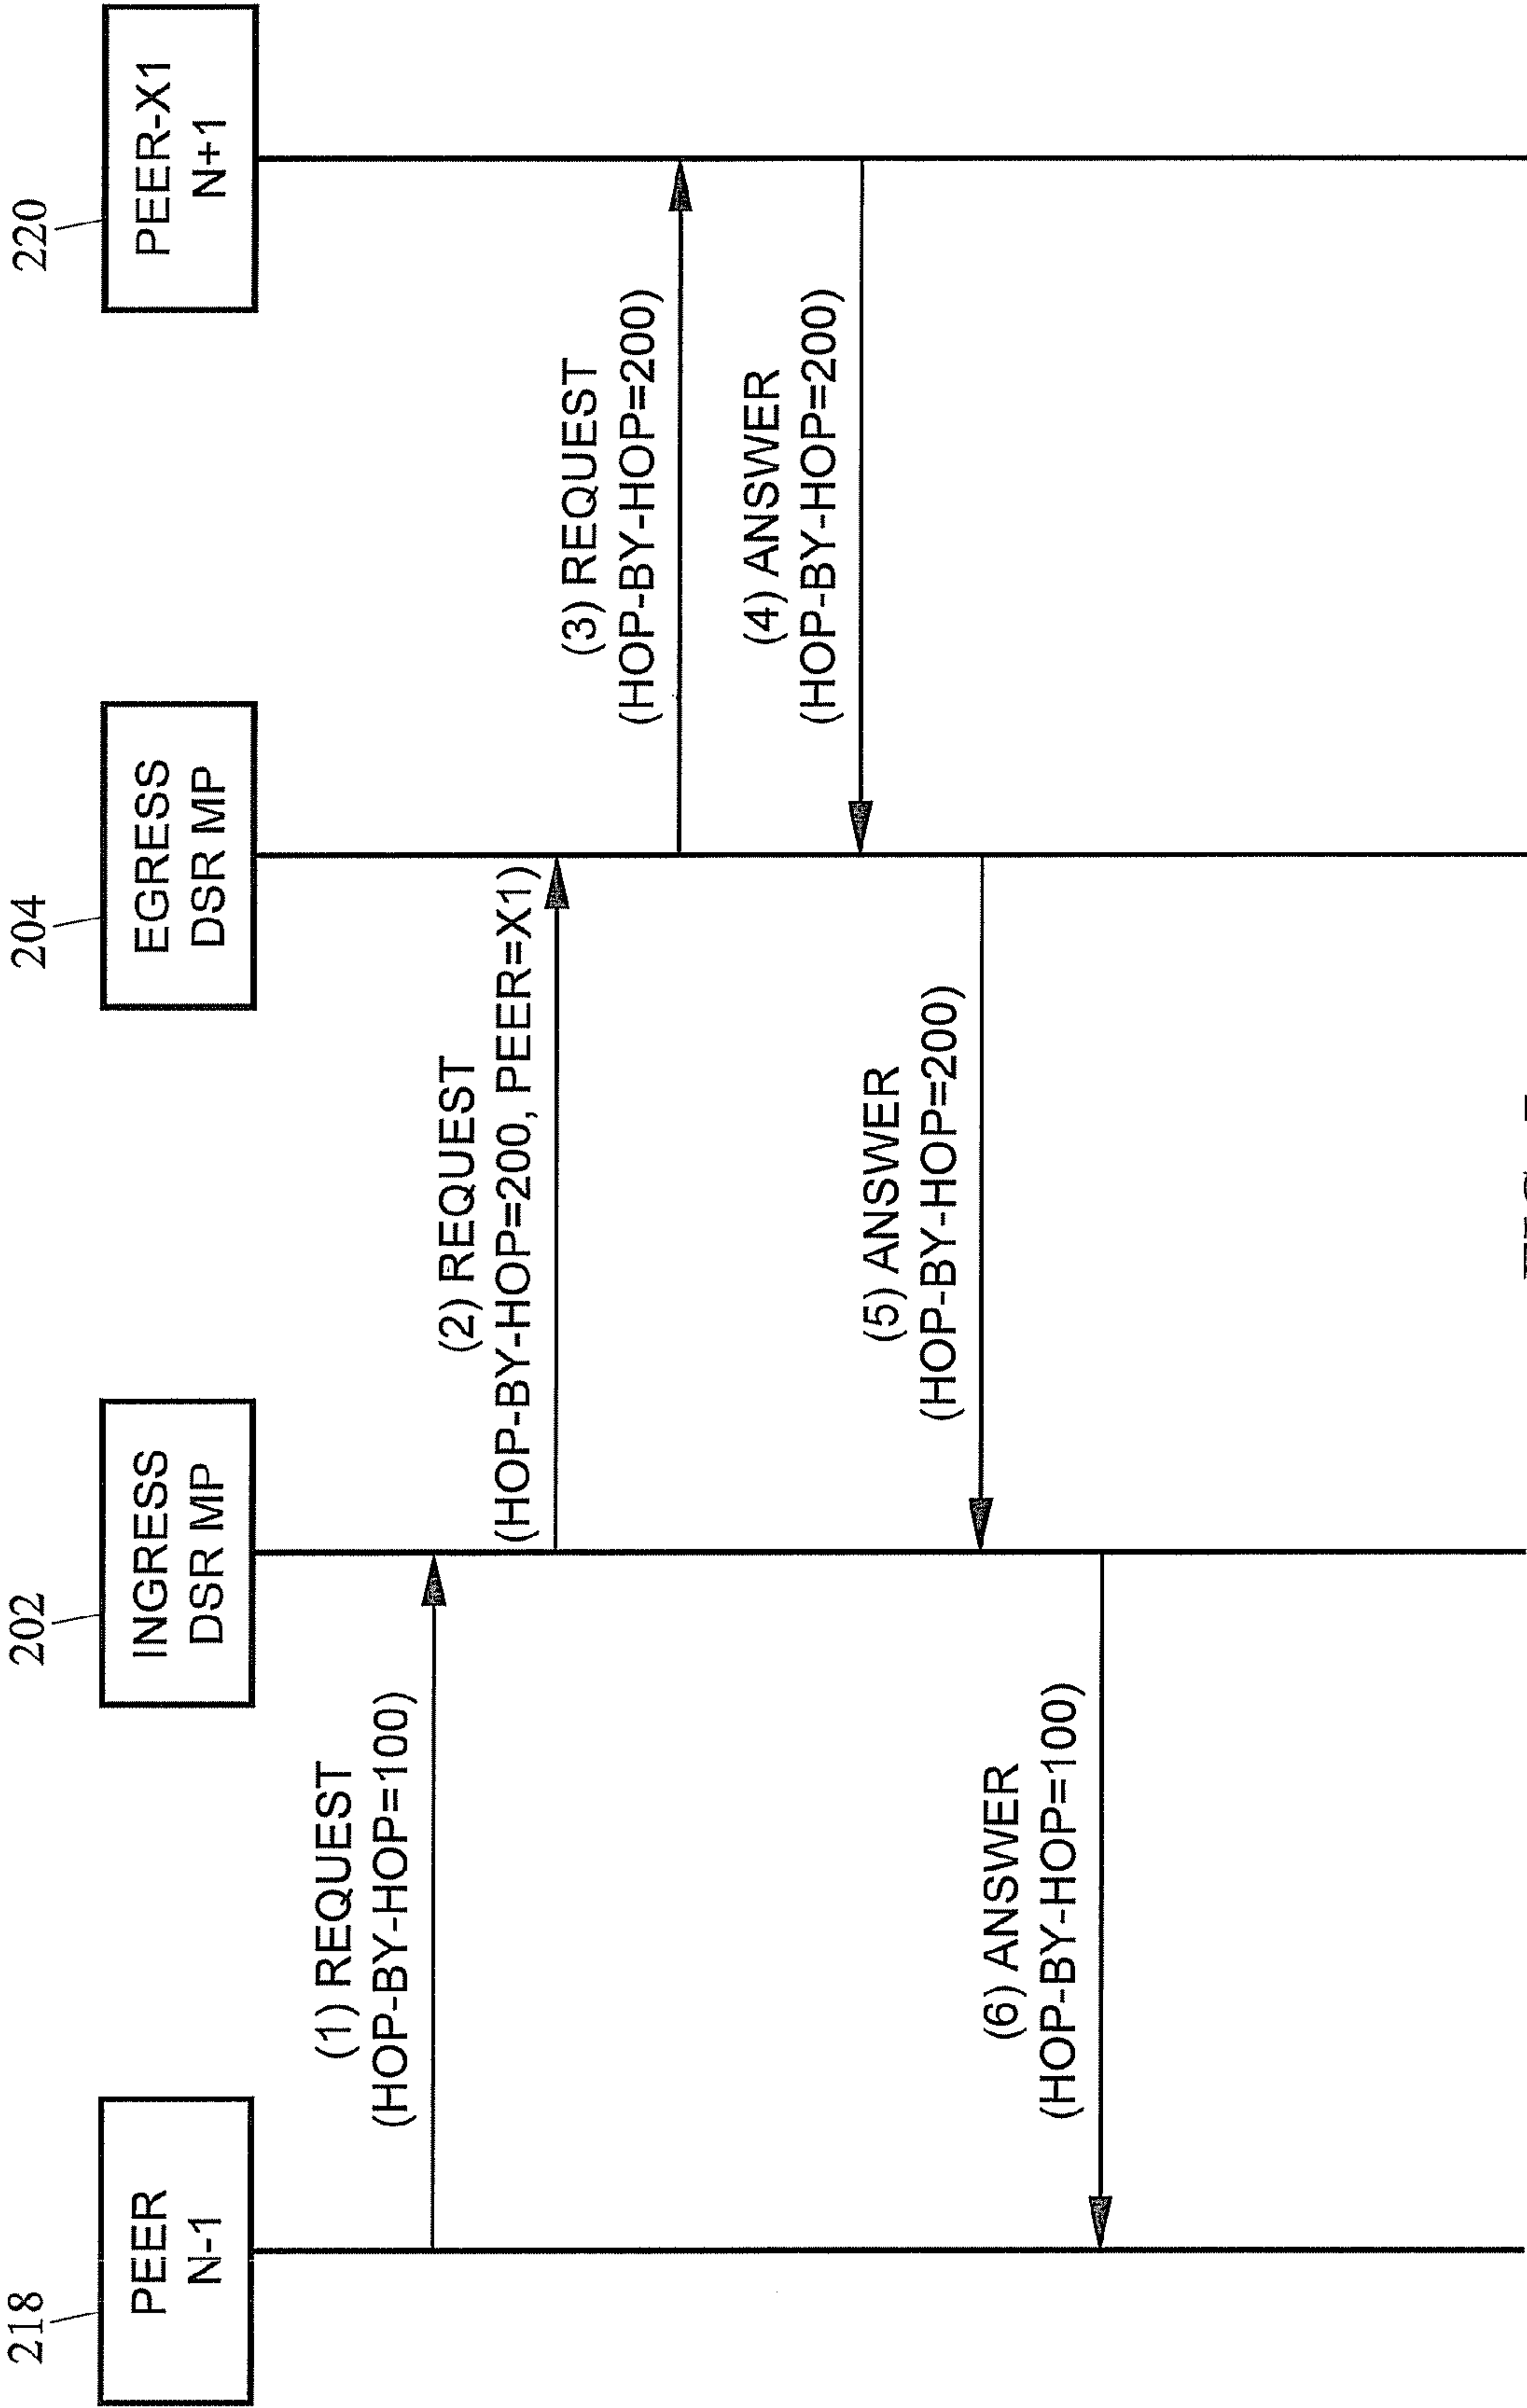 218
PEER
N-1
202
INGRESS
DSR MP
204
EGRESS
DSR MP
220
PEER-X1
N+1
(1) REQUEST
(HOP-BY-HOP=100)
(2) REQUEST
(HOP-BY-HOP=200, PEER=X1)
(3) REQUEST
(HOP-BY-HOP=200)
(4) ANSWER
(HOP-BY-HOP=200)
(5) ANSWER
(HOP-BY-HOP=200)
(6) ANSWER
(HOP-BY-HOP=100)